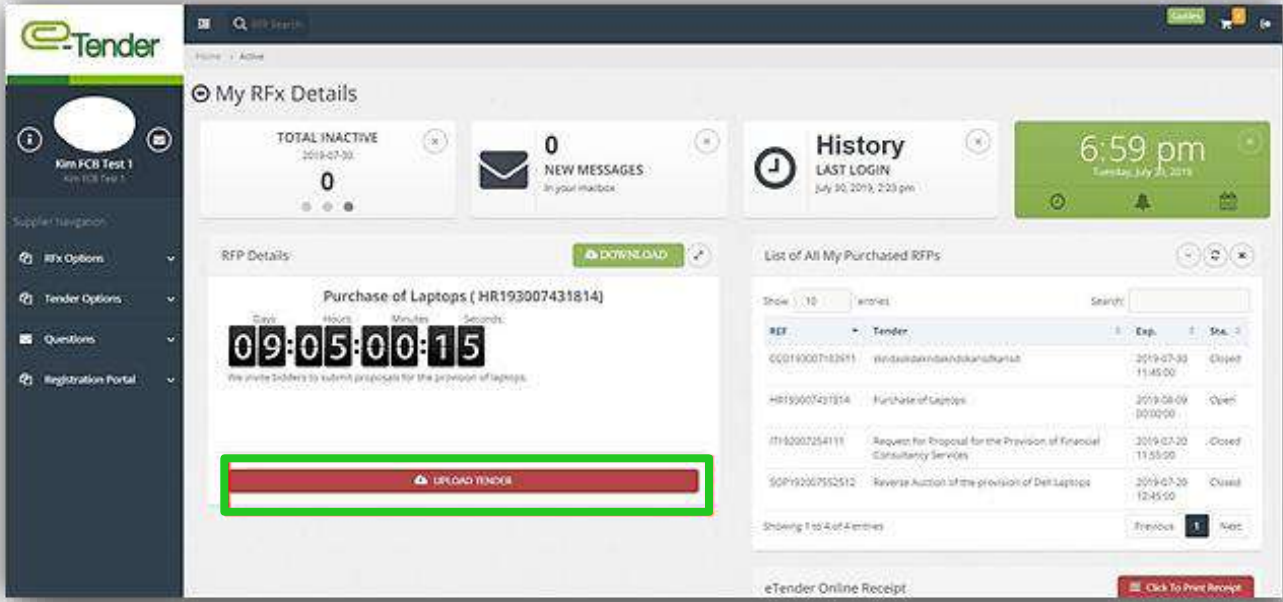 e-Tender
RFP Search
Guides
Home > Active
My RFx Details
Kim FCB Test 1
Kim FCB Test 1
Supplier Navigation
RFx Options
Tender Options
Questions
Registration Portal
TOTAL INACTIVE
2019-07-30
0
0
NEW MESSAGES
In your mailbox
History
LAST LOGIN
July 30, 2019, 2:23 pm
6:59 pm
Tuesday, July 30, 2019
RFP Details
DOWNLOAD
Purchase of Laptops ( HR193007431814)
Days Hours Minutes Seconds
09:05:00:15
We invite bidders to submit proposals for the provision of laptops.
UPLOAD TENDER
List of All My Purchased RFPs
Show 10 entries Search:
REF Tender Exp. Sta.
2019-07-30 Closed
11:45:00
HR193007431814 Purchase of Laptops 2019-08-09 Open
00:00:00
IT192007254111 Request for Proposal for the Provision of Financial 2019-07-20 Closed
Consultancy Services 11:55:00
SOP192007552512 Reverse Auction of the provision of Dell Laptops 2019-07-20 Closed
12:45:00
Showing 1 to 4 of 4 entries Previous 1 Next
eTender Online Receipt
Click To Print Receipt